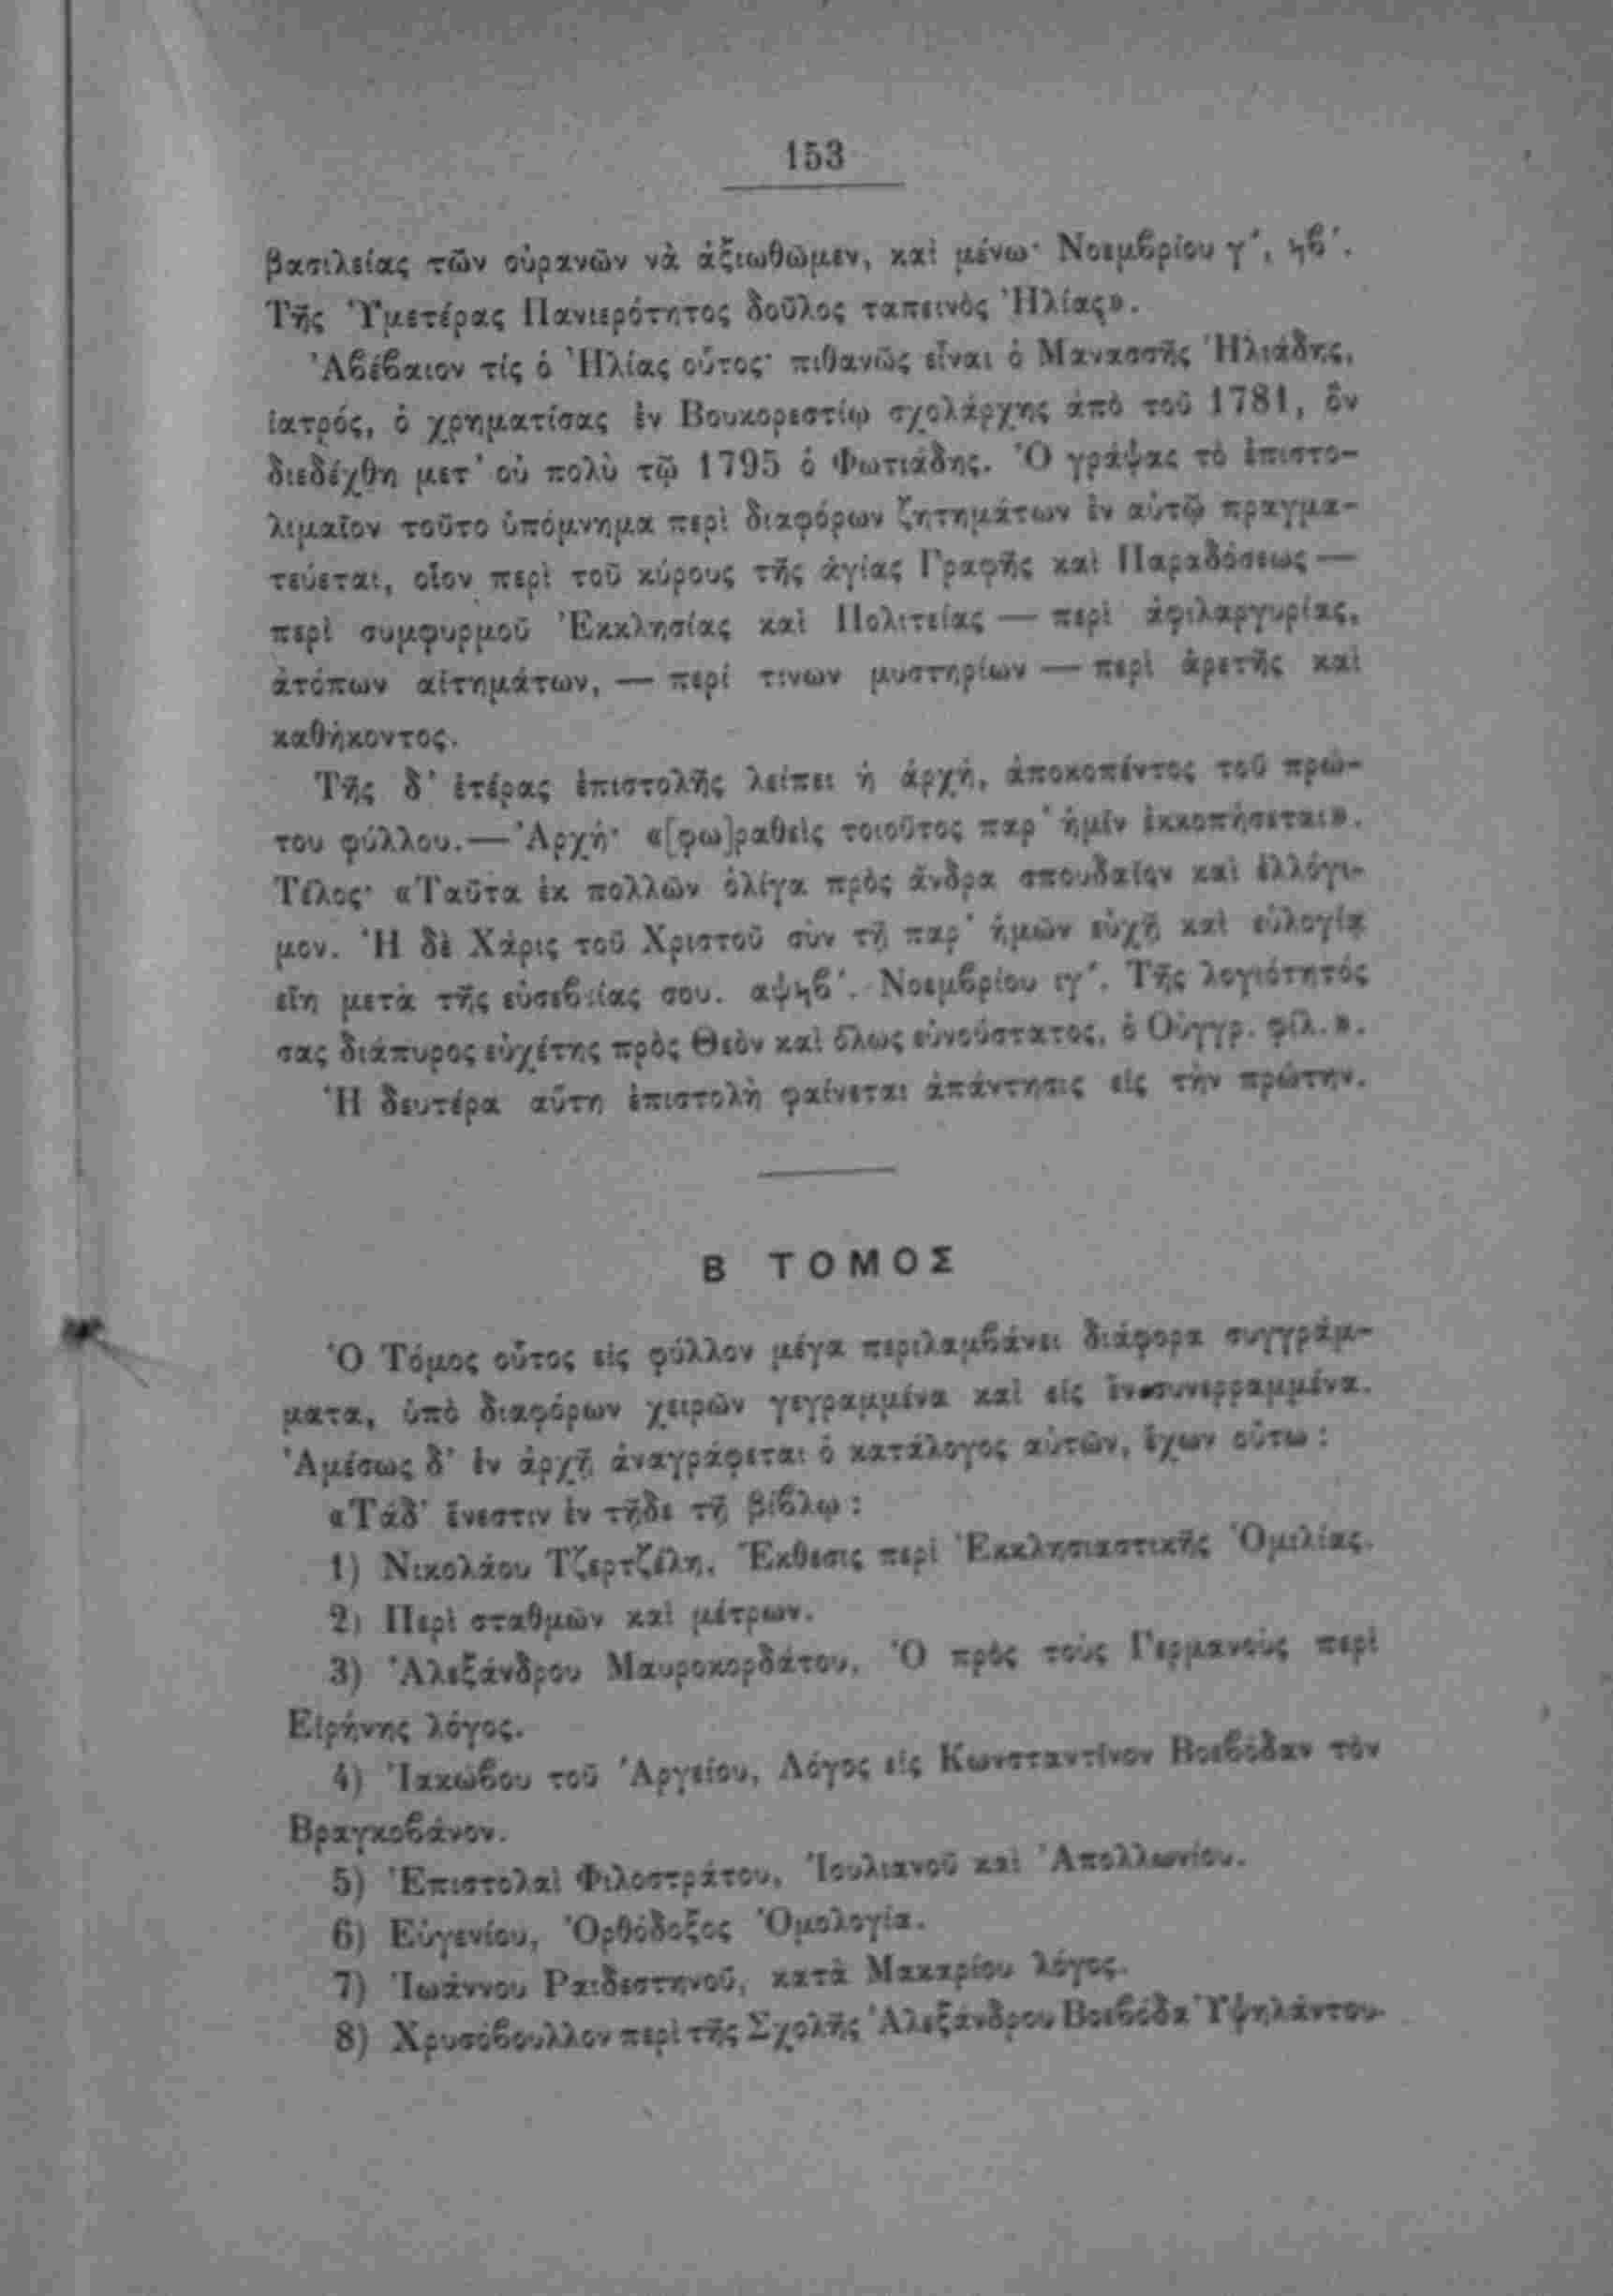 153
βασιλείας τῶν οὐρανῶν νὰ ἀξιωθῶμεν, καὶ μένω· Νοεμβρίου γʹ, ϟβʹ.
Τῆς Ὑμετέρας Πανιερότητος δοῦλος ταπεινὸς Ἠλίας».
Ἀβέβαιον τίς ὁ Ἠλίας οὗτος· πιθανῶς εἶναι ὁ Μανασσῆς Ἠλιάδης,
ἰατρός, ὁ χρηματίσας ἐν Βουκορεστίῳ σχολάρχης ἀπὸ τοῦ 1781, ὃν
διεδέχθη μετ' οὐ πολὺ τῷ 1795 ὁ Φωτιάδης. Ὁ γράψας τὸ ἐπιστο-
λιμαῖον τοῦτο ὑπόμνημα περὶ διαφόρων ζητημάτων ἐν αὐτῷ πραγμα-
τεύεται, οἷον περὶ τοῦ κύρους τῆς ἁγίας Γραφῆς καὶ Παραδόσεως —
περὶ συμφυρμοῦ Ἐκκλησίας καὶ Πολιτείας — περὶ ἀφιλαργυρίας,
ἀτόπων αἰτημάτων, — περί τινων μυστηρίων — περὶ ἀρετῆς καὶ
καθήκοντος.
Τῆς δ' ἑτέρας ἐπιστολῆς λείπει ἡ ἀρχή, ἀποκοπέντος τοῦ πρώ-
του φύλλου.— Ἀρχή· «[φω]ραθεὶς τοιοῦτος παρ' ἡμῖν ἐκκοπήσεται».
Τέλος· «Ταῦτα ἐκ πολλῶν ὀλίγα πρὸς ἄνδρα σπουδαῖον καὶ ἐλλόγι-
μον. Ἡ δὲ Χάρις τοῦ Χριστοῦ σὺν τῇ παρ' ἡμῶν εὐχῇ καὶ εὐλογίᾳ
εἴη μετὰ τῆς εὐσεβείας σου. αψϟβʹ. Νοεμβρίου ιγʹ. Τῆς λογιότητός
σας διάπυρος εὐχέτης πρὸς Θεὸν καὶ ὅλως εὐνούστατος, ὁ Οὐγγρ. φίλ.».
Ἡ δευτέρα αὕτη ἐπιστολὴ φαίνεται ἀπάντησις εἰς τὴν πρώτην.
Β ΤΟΜΟΣ
Ὁ Τόμος οὗτος εἰς φύλλον μέγα περιλαμβάνει διάφορα συγγράμ-
ματα, ὑπὸ διαφόρων χειρῶν γεγραμμένα καὶ εἰς ἓν συνερραμμένα.
Ἀμέσως δ' ἐν ἀρχῇ ἀναγράφεται ὁ κατάλογος αὐτῶν, ἔχων οὕτω:
«Τάδ' ἔνεστιν ἐν τῇδε τῇ βίβλῳ:
1) Νικολάου Τζερτζέλη, Ἔκθεσις περὶ Ἐκκλησιαστικῆς Ὁμιλίας.
2) Περὶ σταθμῶν καὶ μέτρων.
3) Ἀλεξάνδρου Μαυροκορδάτου, Ὁ πρὸς τοὺς Γερμανοὺς περὶ
Εἰρήνης λόγος.
4) Ἰακώβου τοῦ Ἀργείου, Λόγος εἰς Κωνσταντῖνον Βοεβόδαν τὸν
Βραγκοβάνον.
5) Ἐπιστολαὶ Φιλοστράτου, Ἰουλιανοῦ καὶ Ἀπολλωνίου.
6) Εὐγενίου, Ὀρθόδοξος Ὁμολογία.
7) Ἰωάννου Ραιδεστηνοῦ, κατὰ Μακαρίου λόγος.
8) Χρυσόβουλλον περὶ τῆς Σχολῆς Ἀλεξάνδρου Βοεβόδα Ὑψηλάντου.